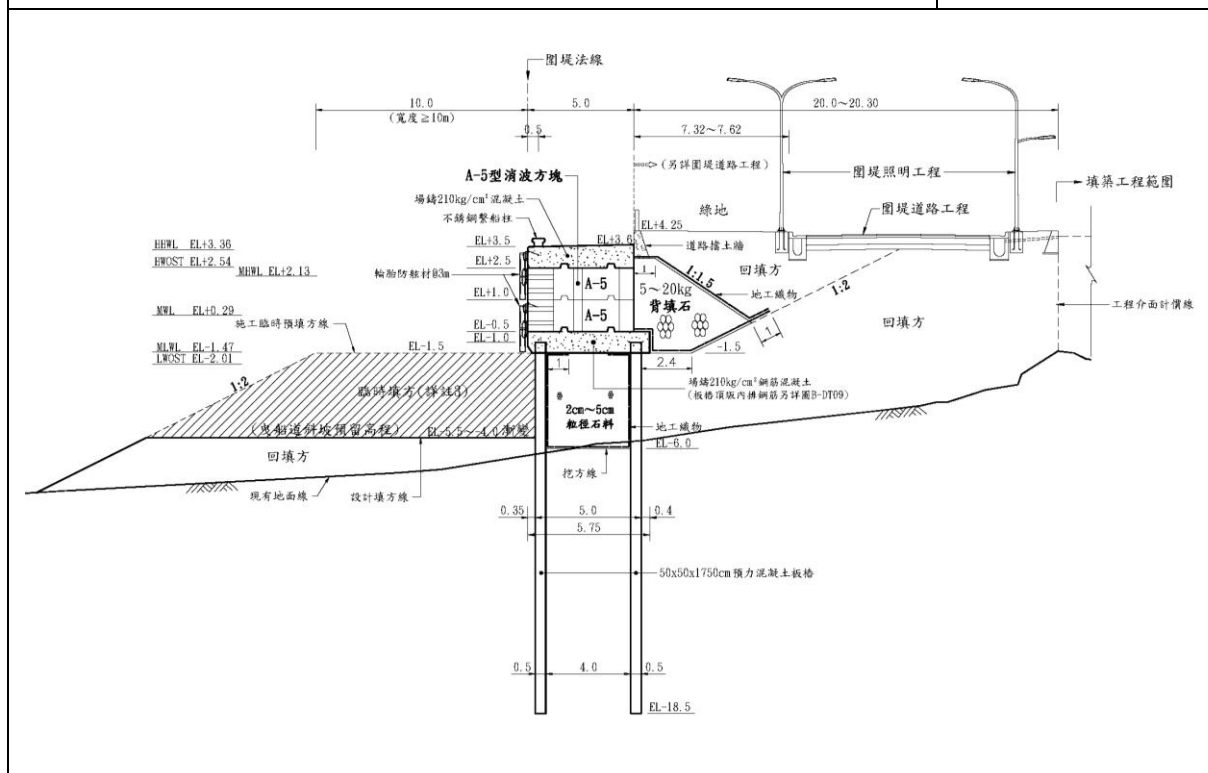 圍堤法線
10.0
(寬度≧10m)
5.0
20.0~20.30
0.5
7.32~7.62
(另詳圍堤道路工程)
A-5型消波方塊
場鑄210kg/cm²混凝土
不銹鋼繫船柱
圍堤照明工程
填築工程範圍
綠地
圍堤道路工程
EL+4.25
HHWL EL+3.36
HWOST EL+2.54
MHWL EL+2.13
EL+3.5
EL+3.6
道路擋土牆
EL+2.5
輪胎防舷材@3m
A-5
1
1:1.5
回填方
5~20kg
背填石
地工織物
1:2
EL+1.0
MWL EL+0.29
A-5
回填方
工程介面計價線
施工臨時預填方線
EL-0.5
EL-1.0
MLWL EL-1.47
LWOST EL-2.01
EL-1.5
-1.5
1
2.4
1:2
1
臨時填方(詳註3)
場鑄210kg/cm²鋼筋混凝土
(板樁頂版內排鋼筋另詳圖B-DT09)
2cm~5cm
粒徑石料
地工織物
(曳船道斜坡預留高程)
EL-5.5~-4.0漸變
EL-6.0
回填方
挖方線
現有地面線
設計填方線
0.35
5.0
0.4
5.75
50x50x1750cm預力混凝土板樁
0.5
4.0
0.5
EL-18.5